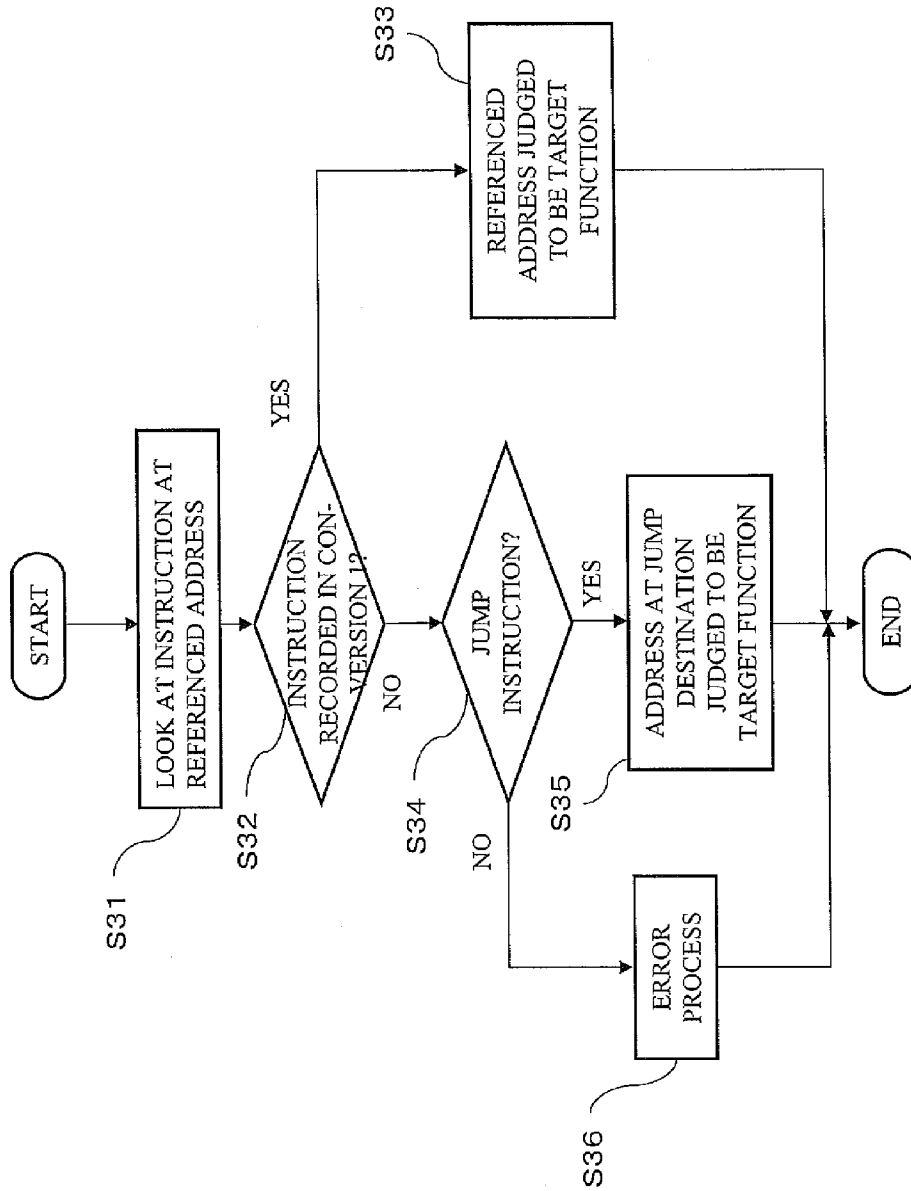 START
S31
LOOK AT INSTRUCTION AT
REFERENCED ADDRESS
S32
INSTRUCTION
RECORDED IN CON-
VERSION 1?
YES
NO
S33
REFERENCED
ADDRESS JUDGED
TO BE TARGET
FUNCTION
S34
JUMP
INSTRUCTION?
NO
YES
S35
ADDRESS AT JUMP
DESTINATION
JUDGED TO BE
TARGET FUNCTION
S36
ERROR
PROCESS
END